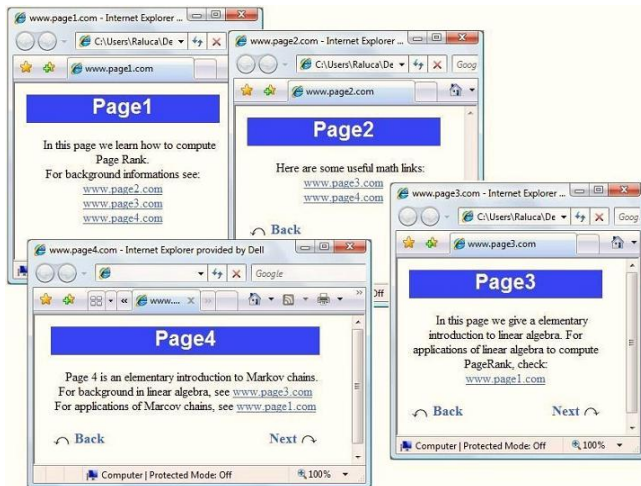 www.page1.com - Internet Explorer ...
C:\Users\Raluca\De
www.page1.com
Page1
In this page we learn how to compute
Page Rank.
For background informations see:
www.page2.com
www.page3.com
www.page4.com
www.page2.com - Internet Explorer ...
C:\Users\Raluca\De
Goog
www.page2.com
Page2
Here are some useful math links:
www.page3.com
www.page4.com
Back
Off
www.page3.com - Internet Explorer ...
C:\Users\Raluca\De
Goog
www.page3.com
Page3
In this page we give a elementary
introduction to linear algebra. For
applications of linear algebra to compute
PageRank, check:
www.page1.com
Back Next
Computer | Protected Mode: Off 100%
www.page4.com - Internet Explorer provided by Dell
Google
www....
Page4
Page 4 is an elementary introduction to Markov chains.
For background in linear algebra, see www.page3.com
For applications of Marcov chains, see www.page1.com
Back Next
Computer | Protected Mode: Off 100%